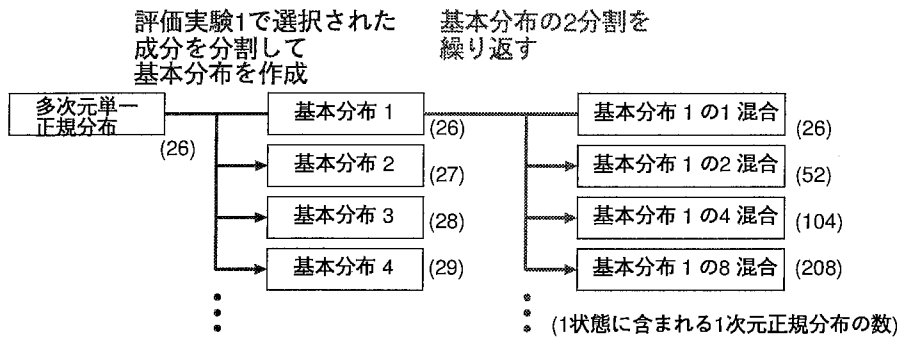 評価実験1で選択された
成分を分割して
基本分布を作成
基本分布の2分割を
繰り返す
多次元単一
正規分布
(26)
基本分布 1
(26)
基本分布 2
(27)
基本分布 3
(28)
基本分布 4
(29)
基本分布 1 の1 混合
(26)
基本分布 1 の2 混合
(52)
基本分布 1 の4 混合
(104)
基本分布 1 の8 混合
(208)
(1状態に含まれる1次元正規分布の数)